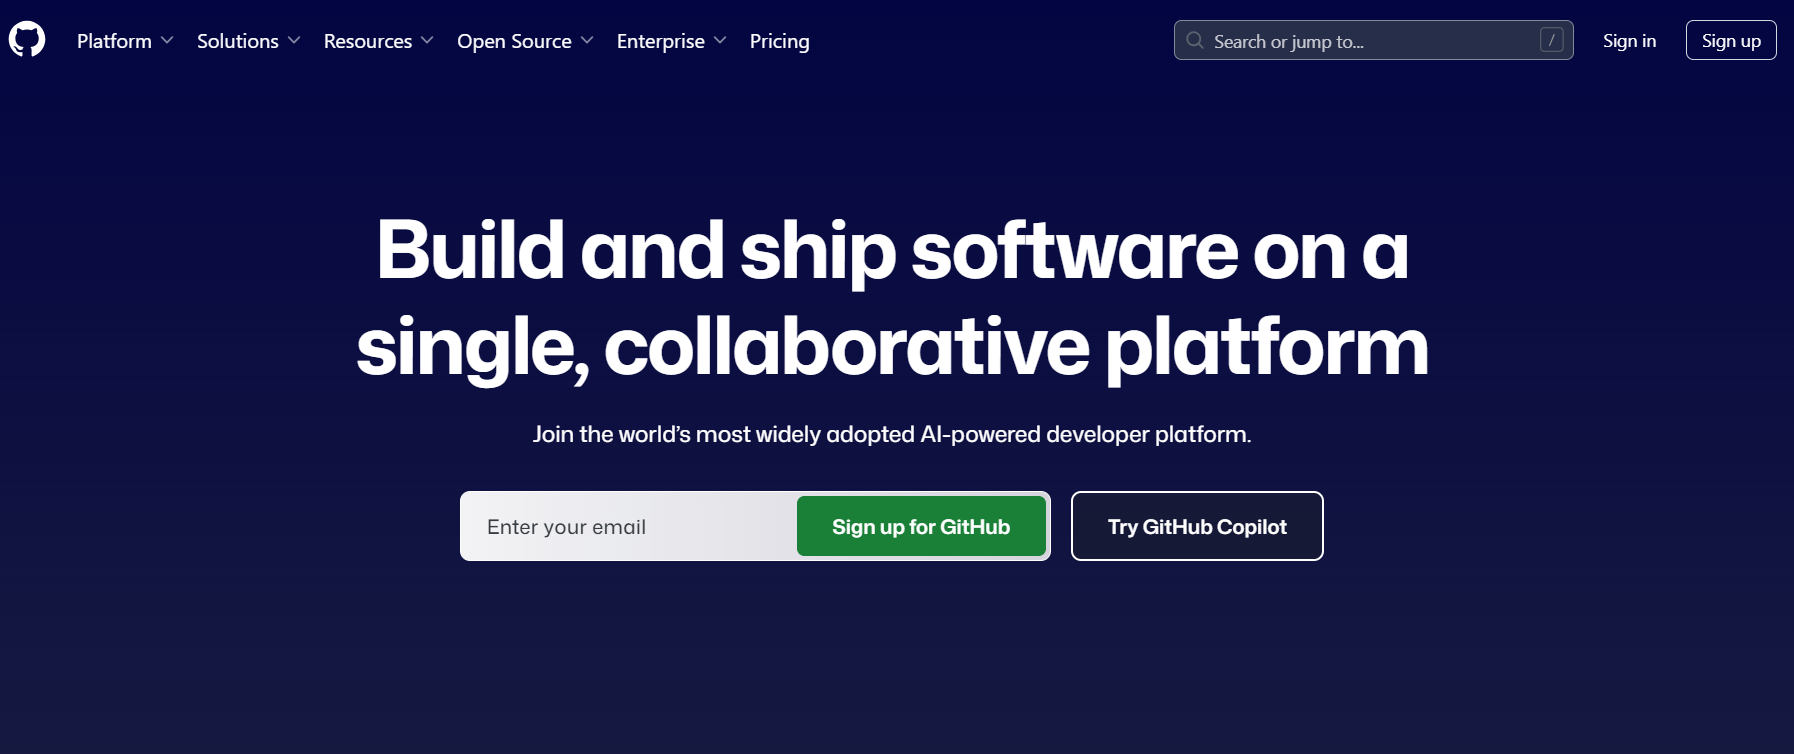 Platform Solutions Resources Open Source Enterprise Pricing Search or jump to... / Sign in Sign up
Build and ship software on a
single, collaborative platform
Join the world’s most widely adopted AI-powered developer platform.
Enter your email Sign up for GitHub Try GitHub Copilot